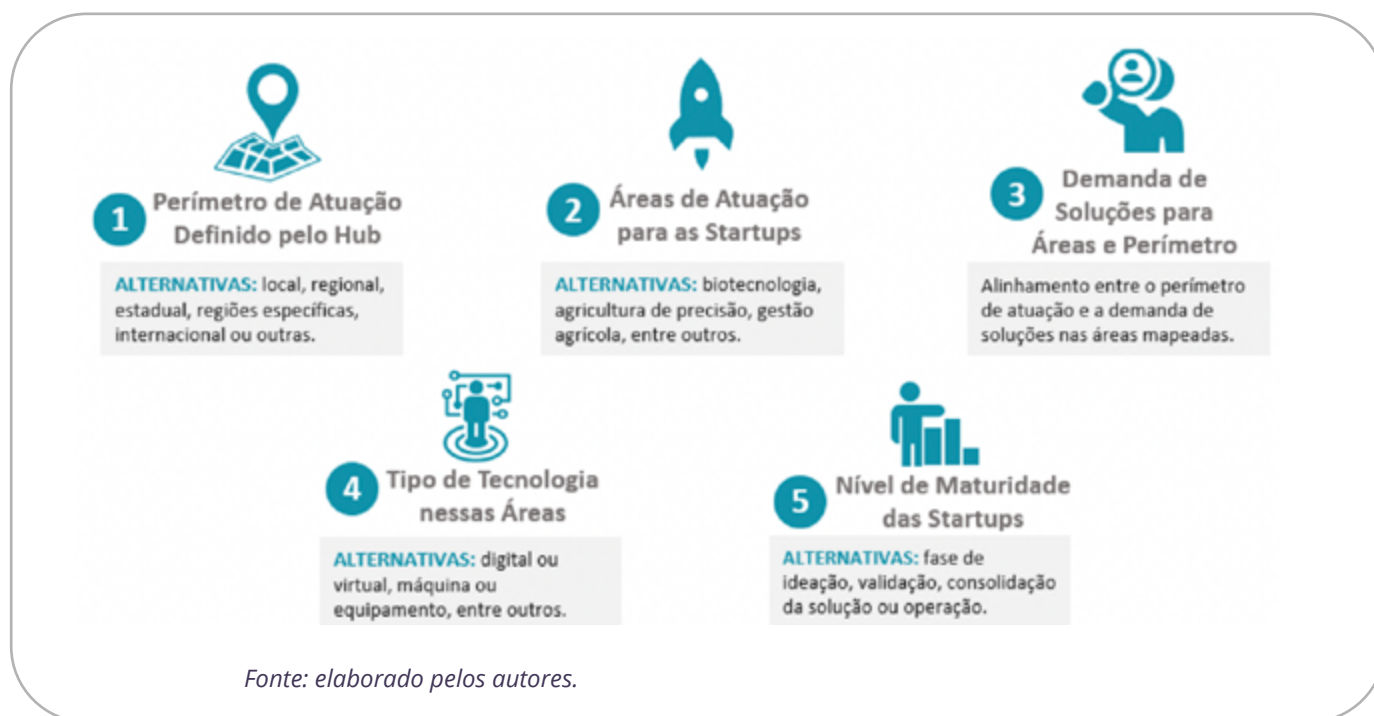 1
Perímetro de Atuação
Definido pelo Hub
ALTERNATIVAS: local, regional,
estadual, regiões específicas,
internacional ou outras.
2
Áreas de Atuação
para as Startups
ALTERNATIVAS: biotecnologia,
agricultura de precisão, gestão
agrícola, entre outros.
3
Demanda de
Soluções para
Áreas e Perímetro
Alinhamento entre o perímetro
de atuação e a demanda de
soluções nas áreas mapeadas.
4
Tipo de Tecnologia
nessas Áreas
ALTERNATIVAS: digital ou
virtual, máquina ou
equipamento, entre outros.
5
Nível de Maturidade
das Startups
ALTERNATIVAS: fase de
ideação, validação, consolidação
da solução ou operação.
Fonte: elaborado pelos autores.